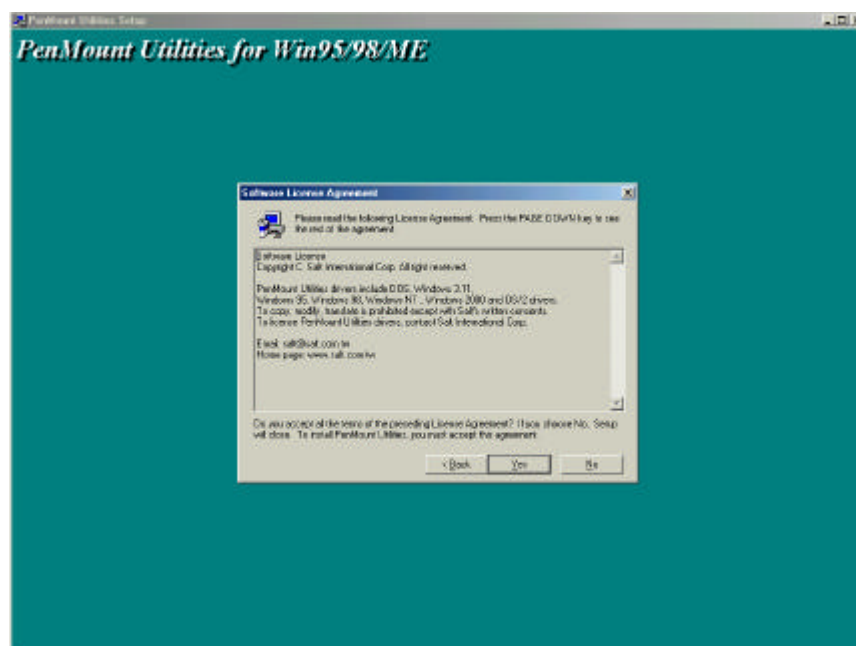 PenMount Utilities Setup
PenMount Utilities for Win95/98/ME
Software License Agreement
Please read the following License Agreement. Press the PAGE DOWN key to see
the rest of the agreement.
Software License
Copyright C. Salt International Corp. All right reserved.
PenMount Utilities drivers include DOS, Windows 3.11,
Windows 95, Windows 98, Windows NT , Windows 2000 and OS/2 drivers.
To copy, modify, translate is prohibited except with Salt's written consents.
To license PenMount Utilities drivers, contact Salt International Corp.
Email: salt@salt.com.tw
Home page: www.salt.com.tw
Do you accept all the terms of the preceding License Agreement? If you choose No, Setup
will close. To install PenMount Utilities, you must accept this agreement.
< Back
Yes
No